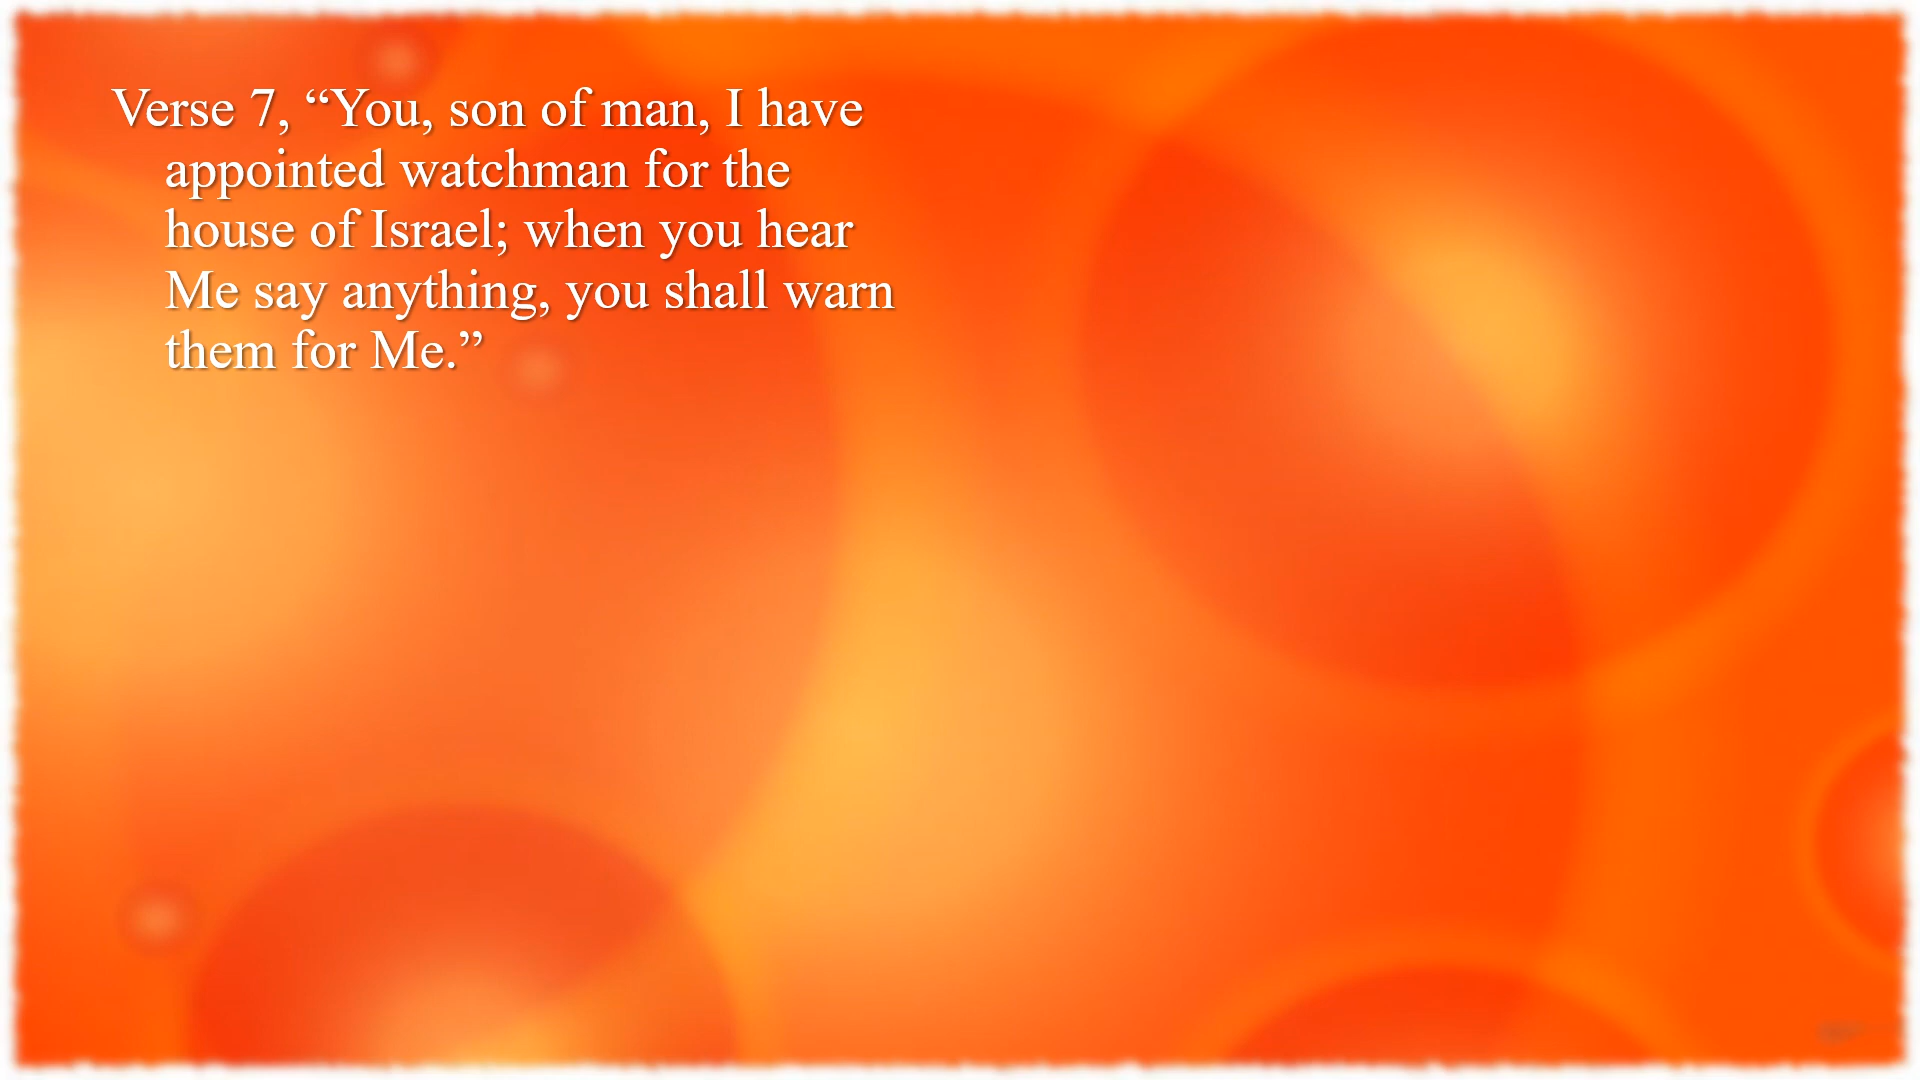 Verse 7, “You, son of man, I have
appointed watchman for the
house of Israel; when you hear
Me say anything, you shall warn
them for Me.”